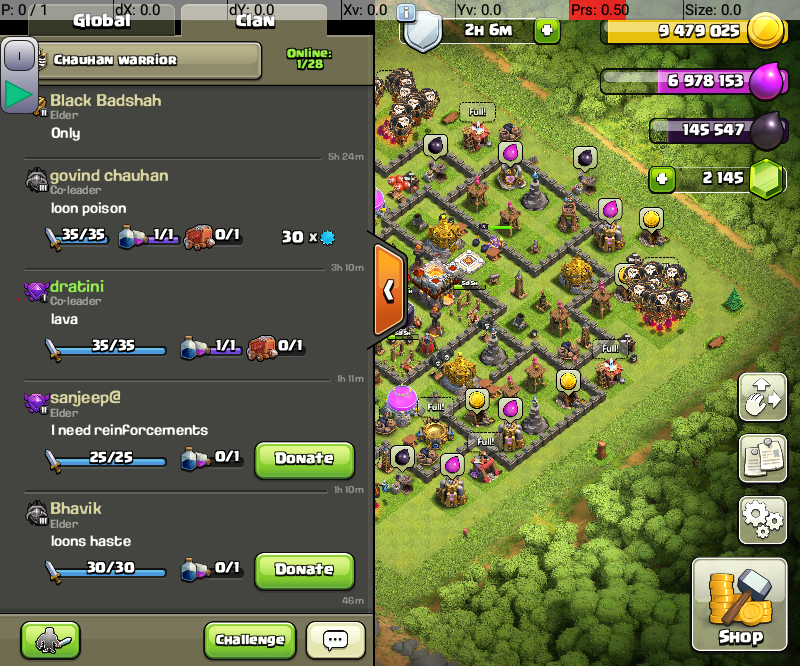 P: 0 / 1 dX: 0.0 dY: 0.0 Xv: 0.0 Yv: 0.0 Prs: 0.50 Size: 0.0
Global Clan
CHAUHAN WARRIOR
Online:
1/28
Black Badshah
Elder
Only
5h 24m
govind chauhan
Co-leader
loon poison
35/35 1/1 0/1 30 x
3h 10m
dratini
Co-leader
lava
35/35 1/1 0/1
1h 11m
sanjeep@
Elder
I need reinforcements
25/25 0/1 Donate
1h 10m
Bhavik
Elder
loons haste
30/30 0/1 Donate
46m
Challenge
2h 6m
9 479 025
6 978 153
145 547
2 145
Full!
Full!
Full!
Full!
Shop